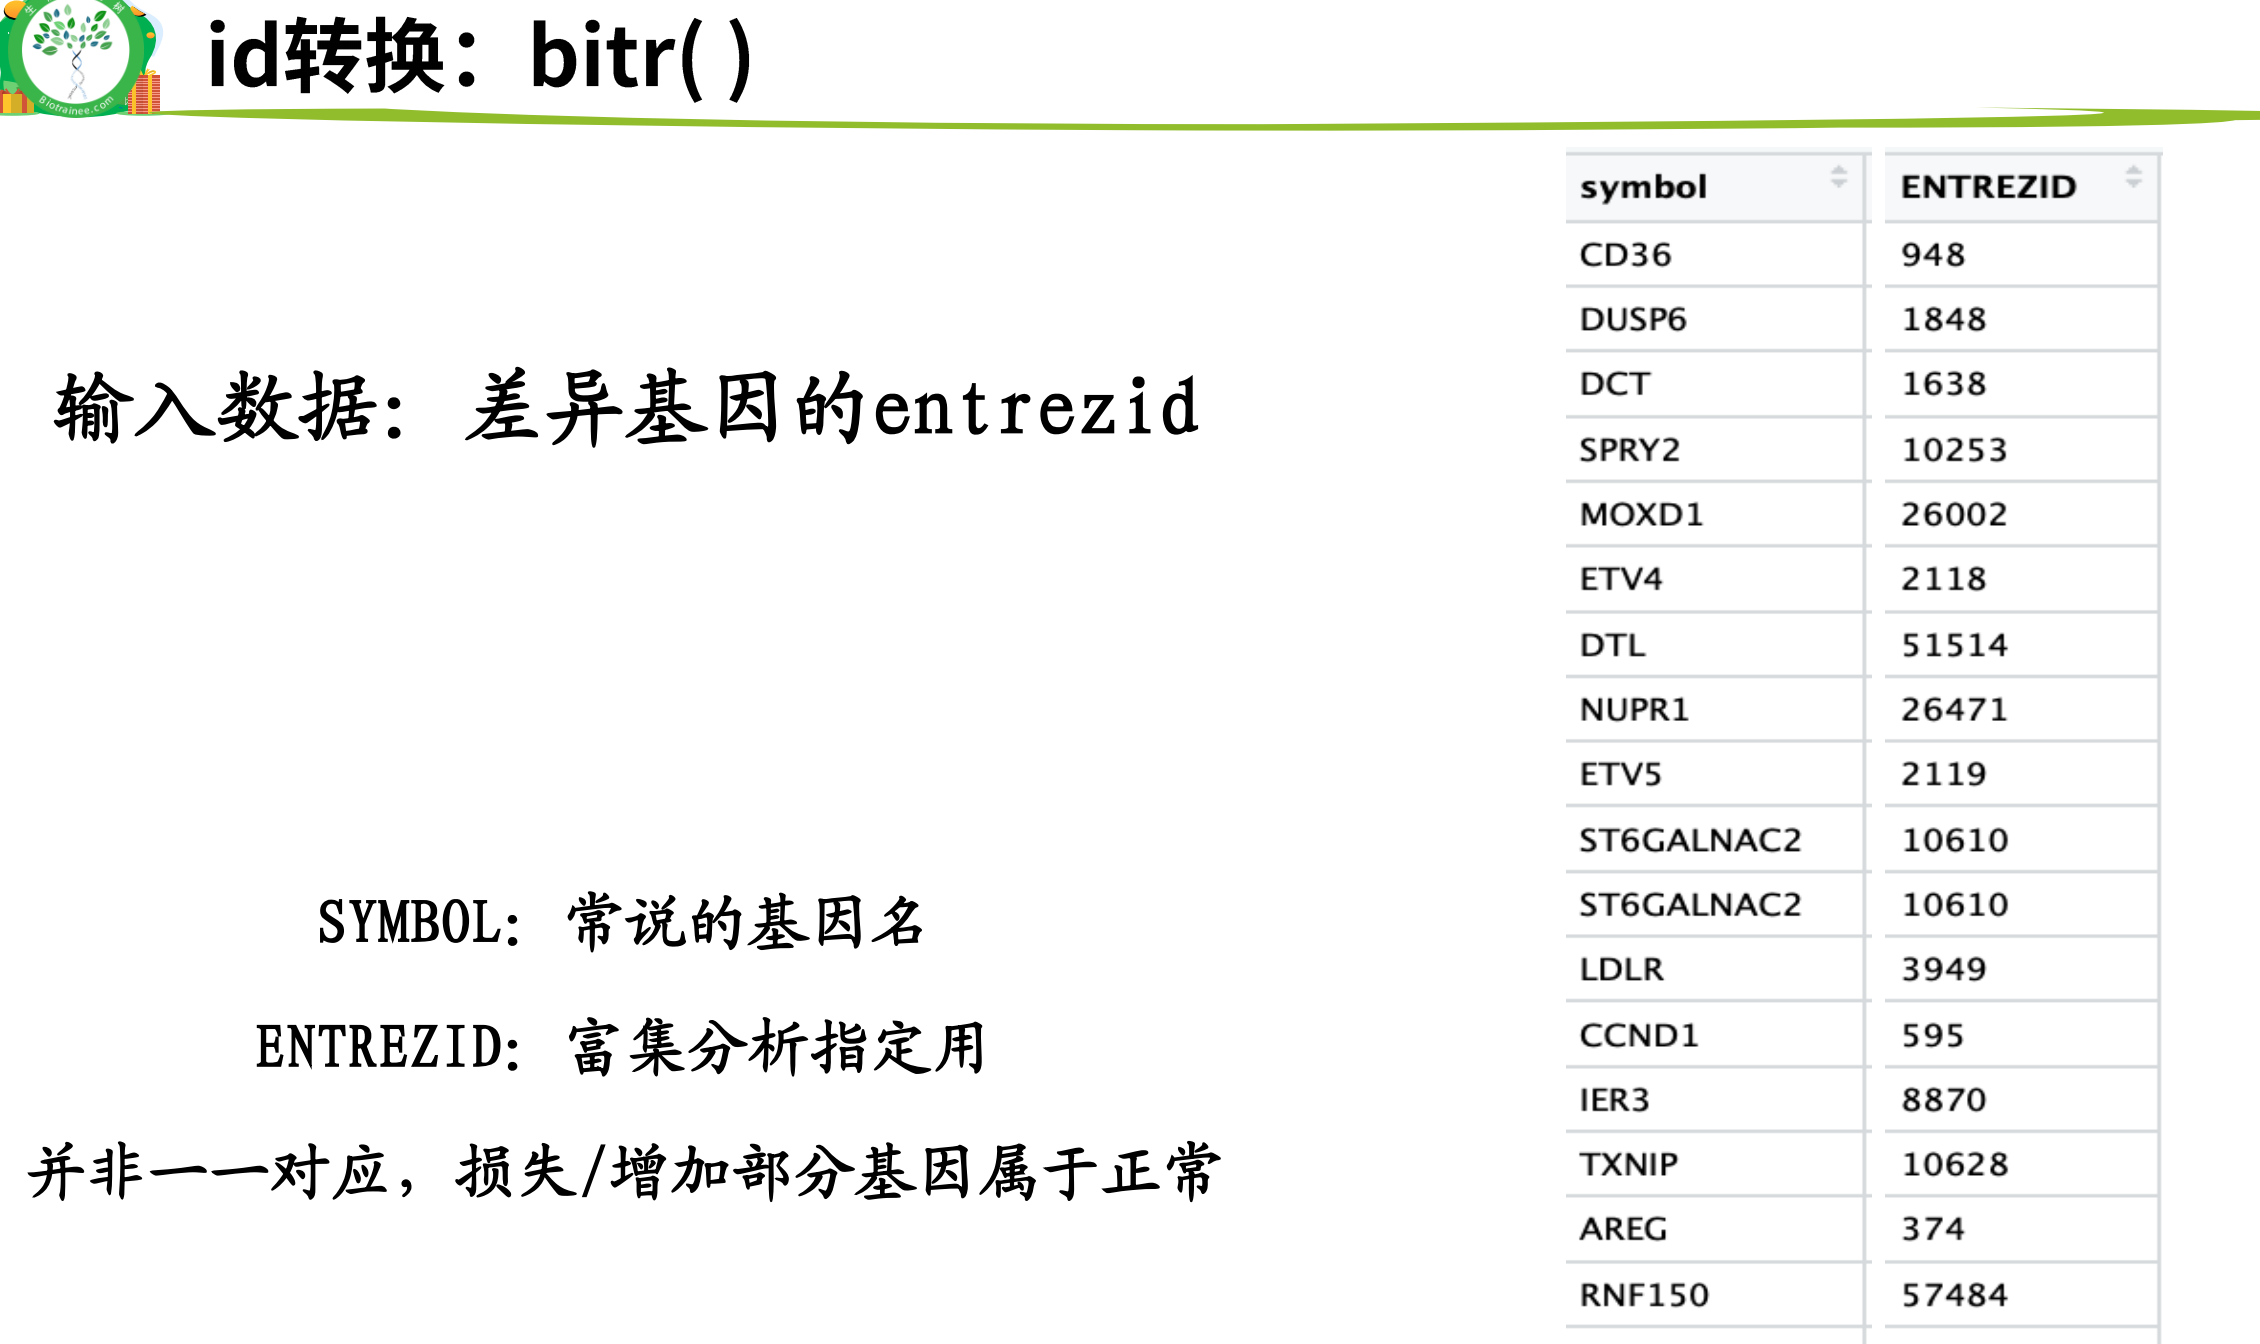 生 树
Biotrainee.com
id转换：bitr( )
输入数据：差异基因的entrezid
SYMBOL：常说的基因名
ENTREZID：富集分析指定用
并非一一对应，损失/增加部分基因属于正常
symbol ENTREZID
CD36 948
DUSP6 1848
DCT 1638
SPRY2 10253
MOXD1 26002
ETV4 2118
DTL 51514
NUPR1 26471
ETV5 2119
ST6GALNAC2 10610
ST6GALNAC2 10610
LDLR 3949
CCND1 595
IER3 8870
TXNIP 10628
AREG 374
RNF150 57484